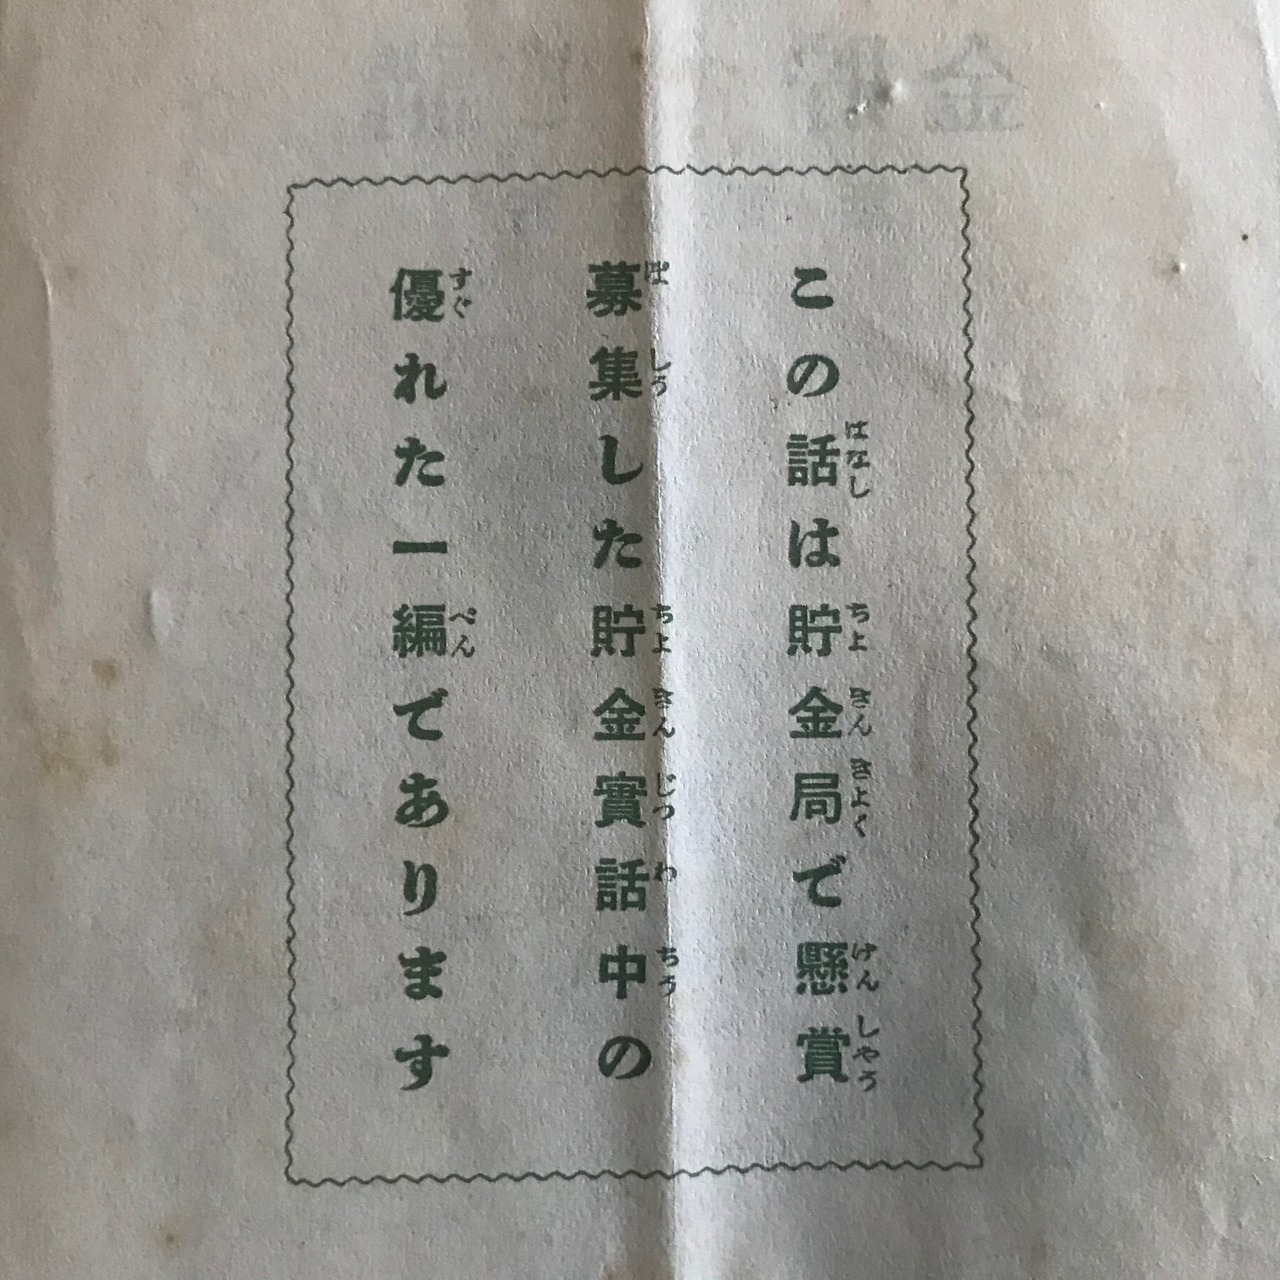 この話は貯金局で懸賞
募集した貯金實話中の
優れた一編であります